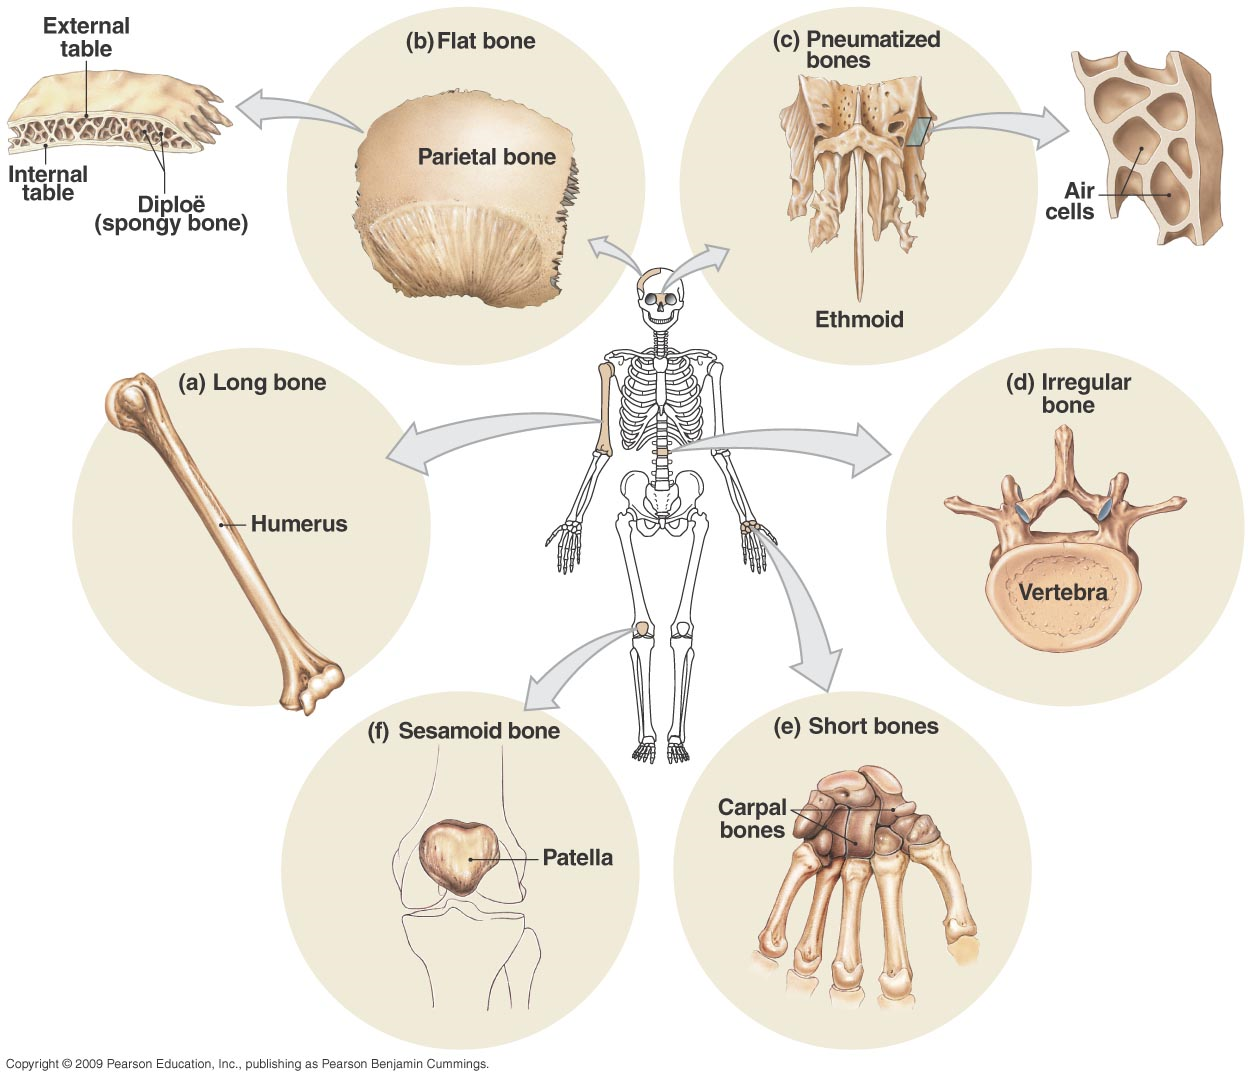 External
table
Internal
table
Diploë
(spongy bone)
(b) Flat bone
Parietal bone
(c) Pneumatized
bones
Ethmoid
Air
cells
(a) Long bone
Humerus
(d) Irregular
bone
Vertebra
(f) Sesamoid bone
Patella
(e) Short bones
Carpal
bones
Copyright © 2009 Pearson Education, Inc., publishing as Pearson Benjamin Cummings.